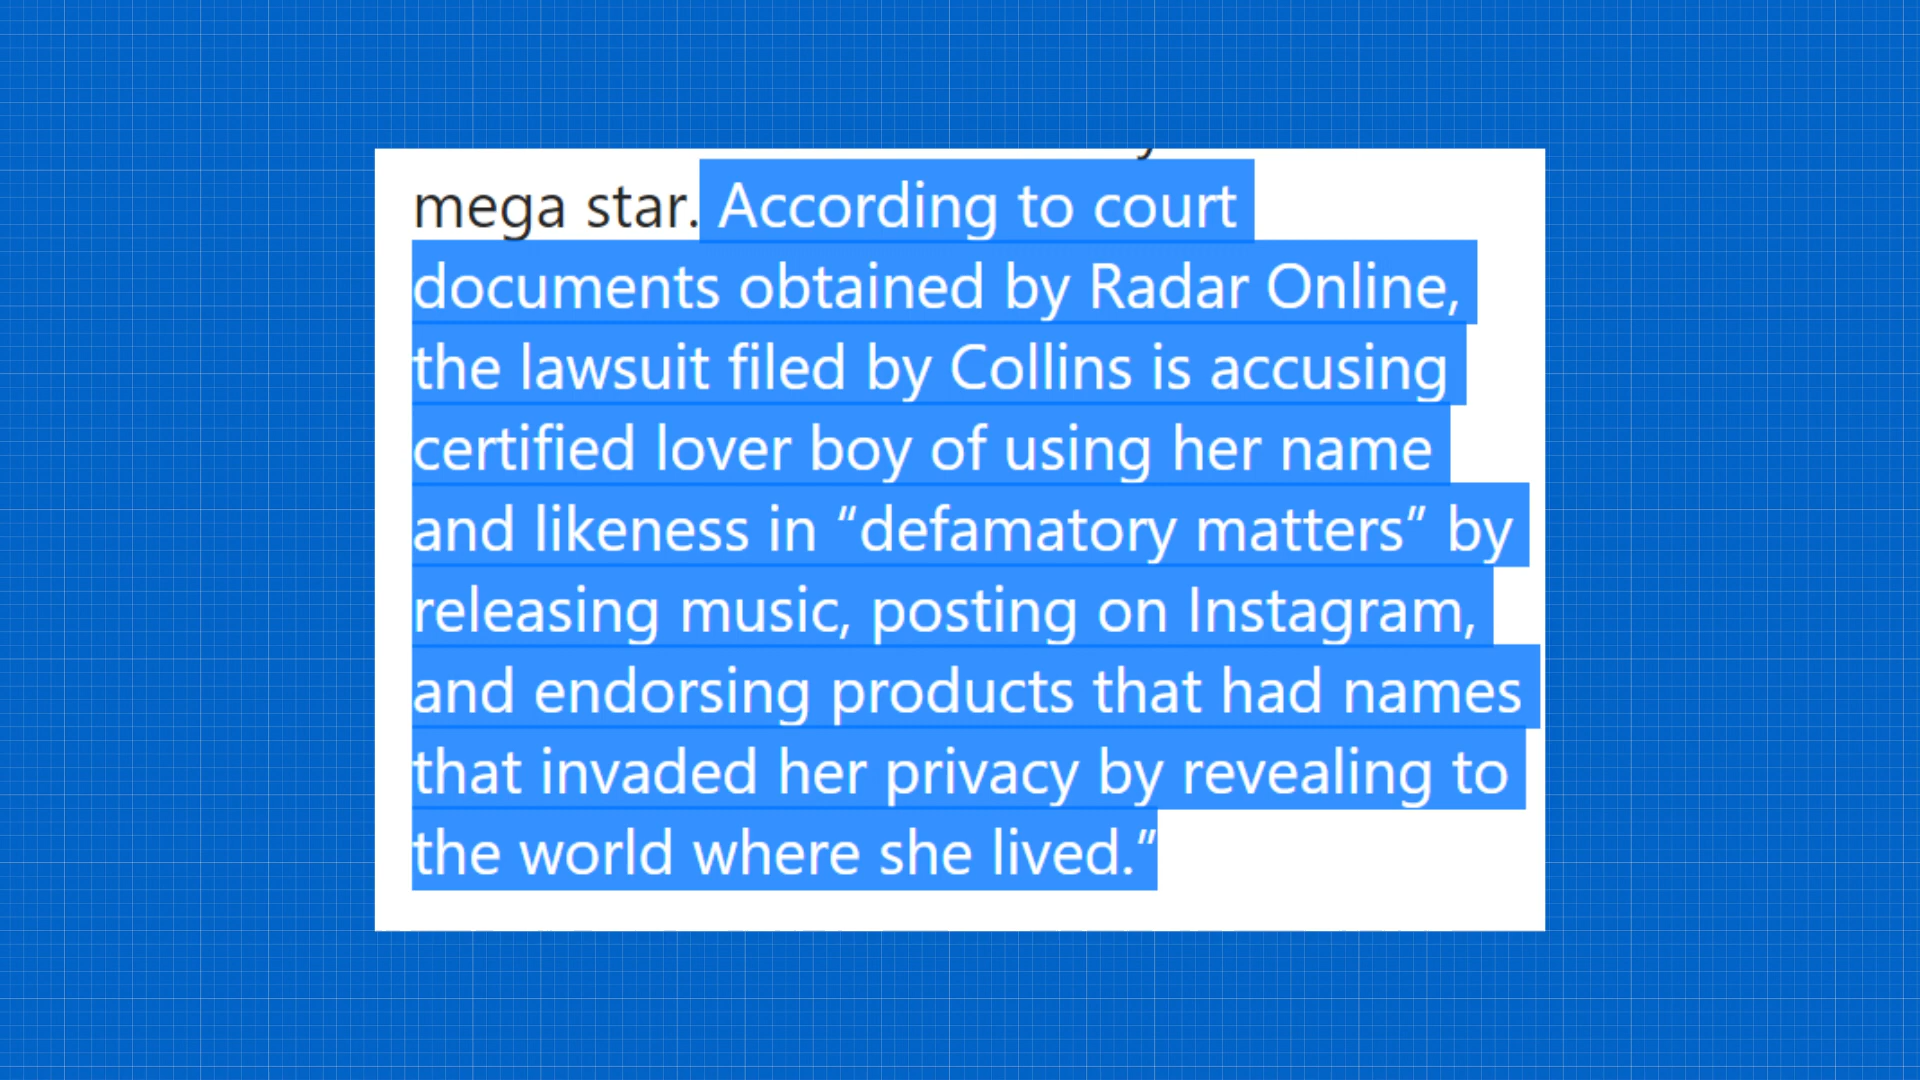 mega star. According to court
documents obtained by Radar Online,
the lawsuit filed by Collins is accusing
certified lover boy of using her name
and likeness in “defamatory matters” by
releasing music, posting on Instagram,
and endorsing products that had names
that invaded her privacy by revealing to
the world where she lived.”